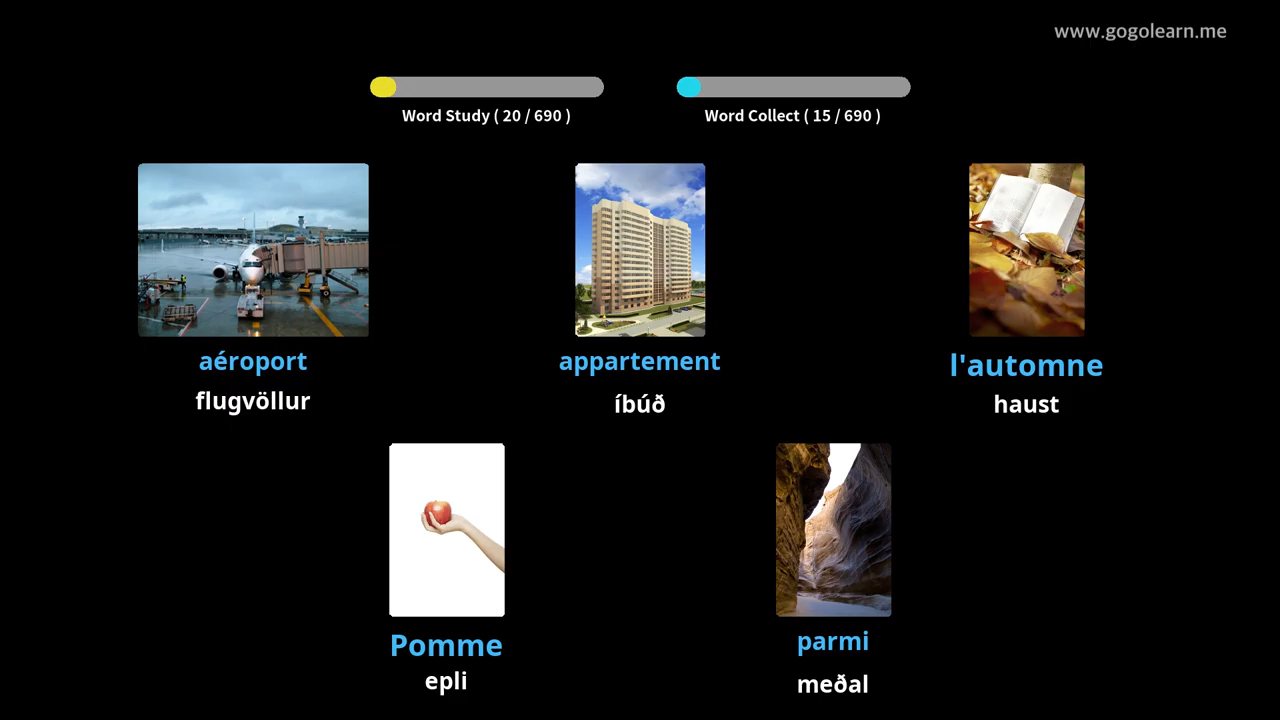 www.gogolearn.me
Word Study ( 20 / 690 )
Word Collect ( 15 / 690 )
aéroport
flugvöllur
appartement
íbúð
l'automne
haust
Pomme
epli
parmi
meðal